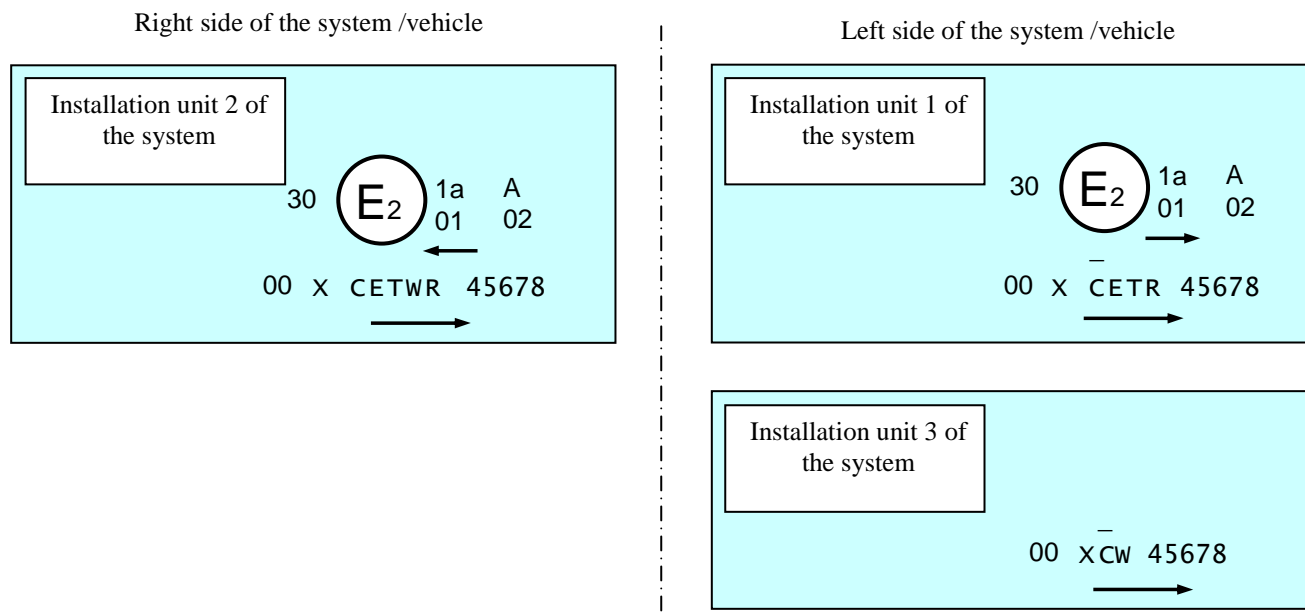 Right side of the system /vehicle
Installation unit 2 of
the system
30 E2 1a A
01 02
00 X CETWR 45678
Left side of the system /vehicle
Installation unit 1 of
the system
30 E2 1a A
01 02
00 X C̅ETR 45678
Installation unit 3 of
the system
00 XC̅W 45678